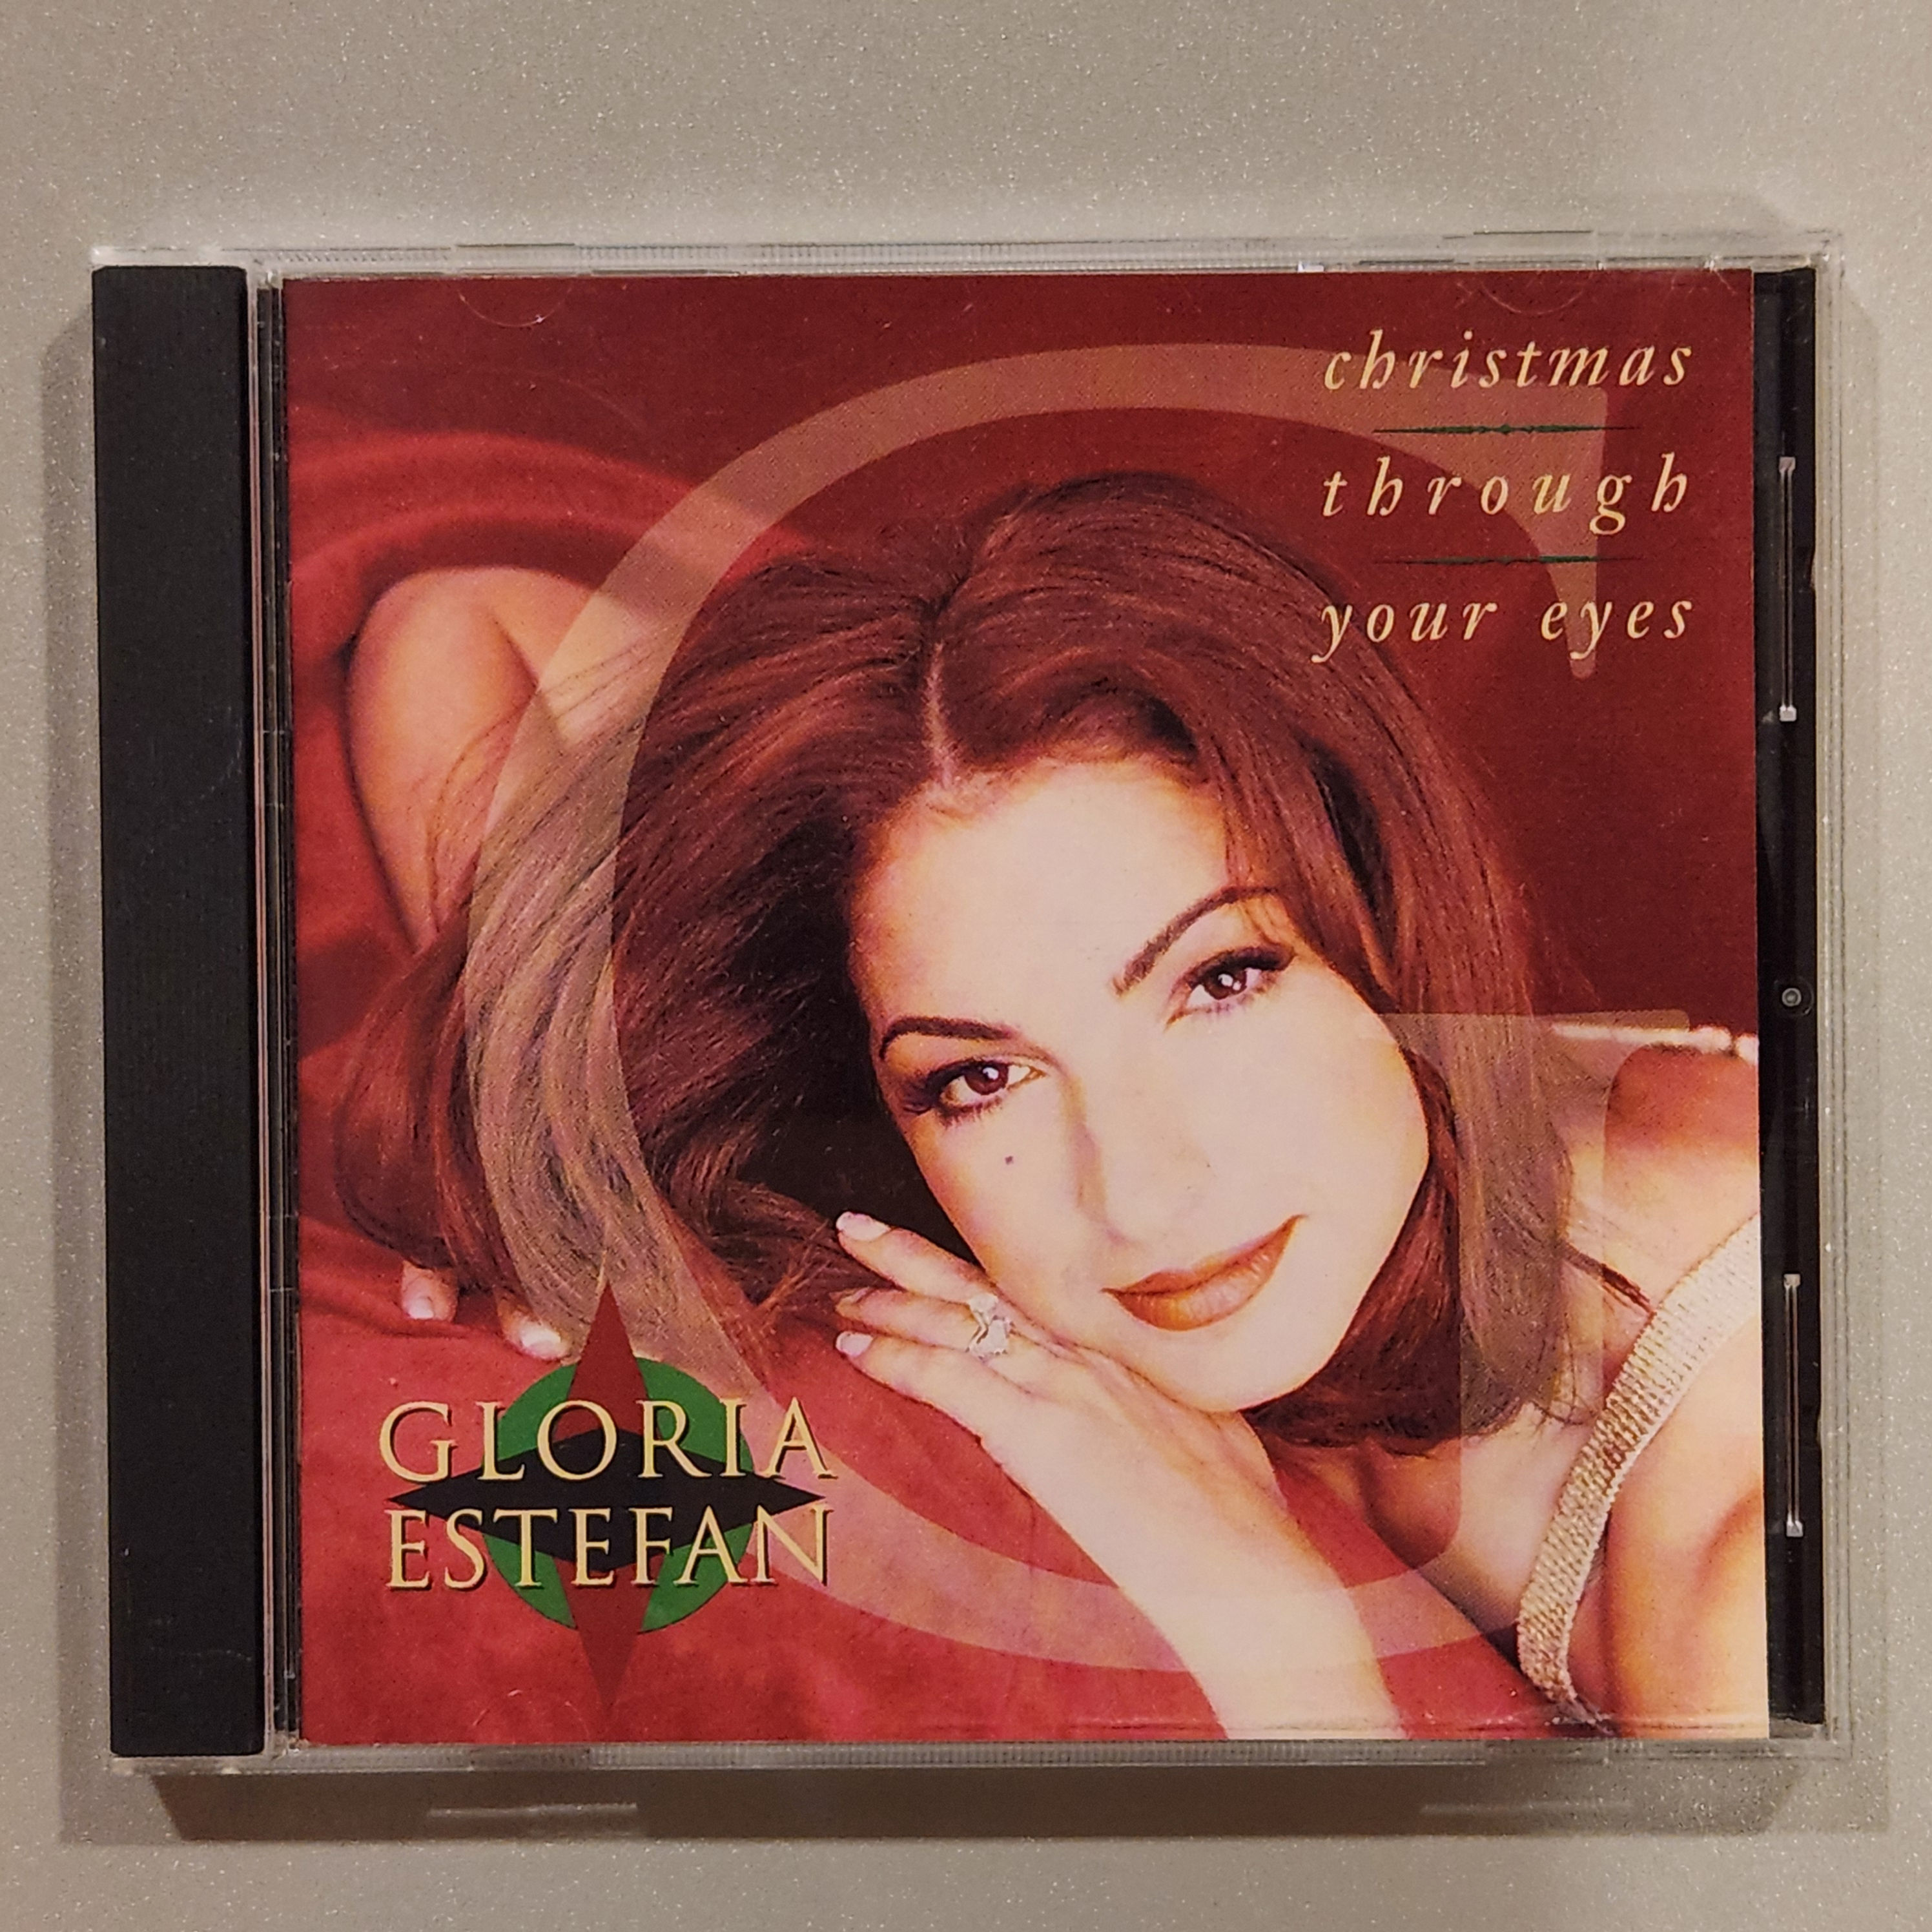 christmas
through
your eyes
GLORIA
ESTEFAN